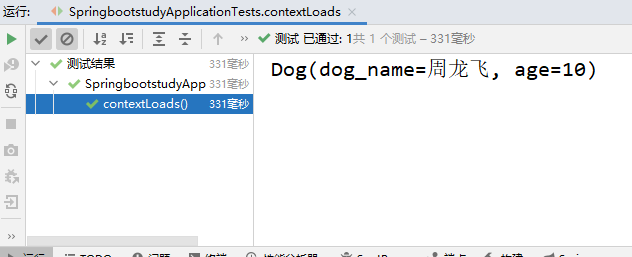 运行: SpringbootstudyApplicationTests.contextLoads
测试 已通过: 1共 1 个测试 – 331毫秒
测试结果 331毫秒
SpringbootstudyApp 331毫秒
contextLoads() 331毫秒
Dog(dog_name=周龙飞, age=10)